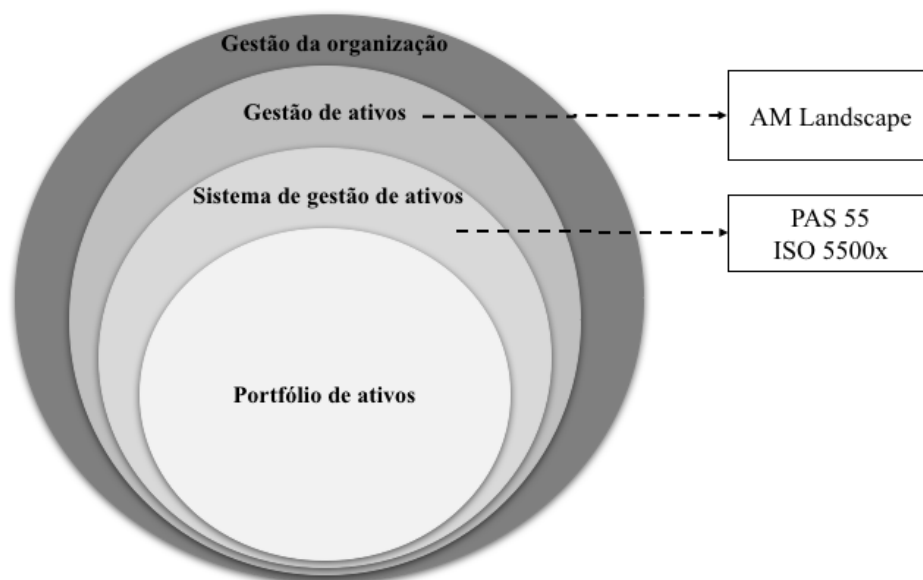 Gestão da organização
Gestão de ativos
AM Landscape
Sistema de gestão de ativos
PAS 55
ISO 5500x
Portfólio de ativos